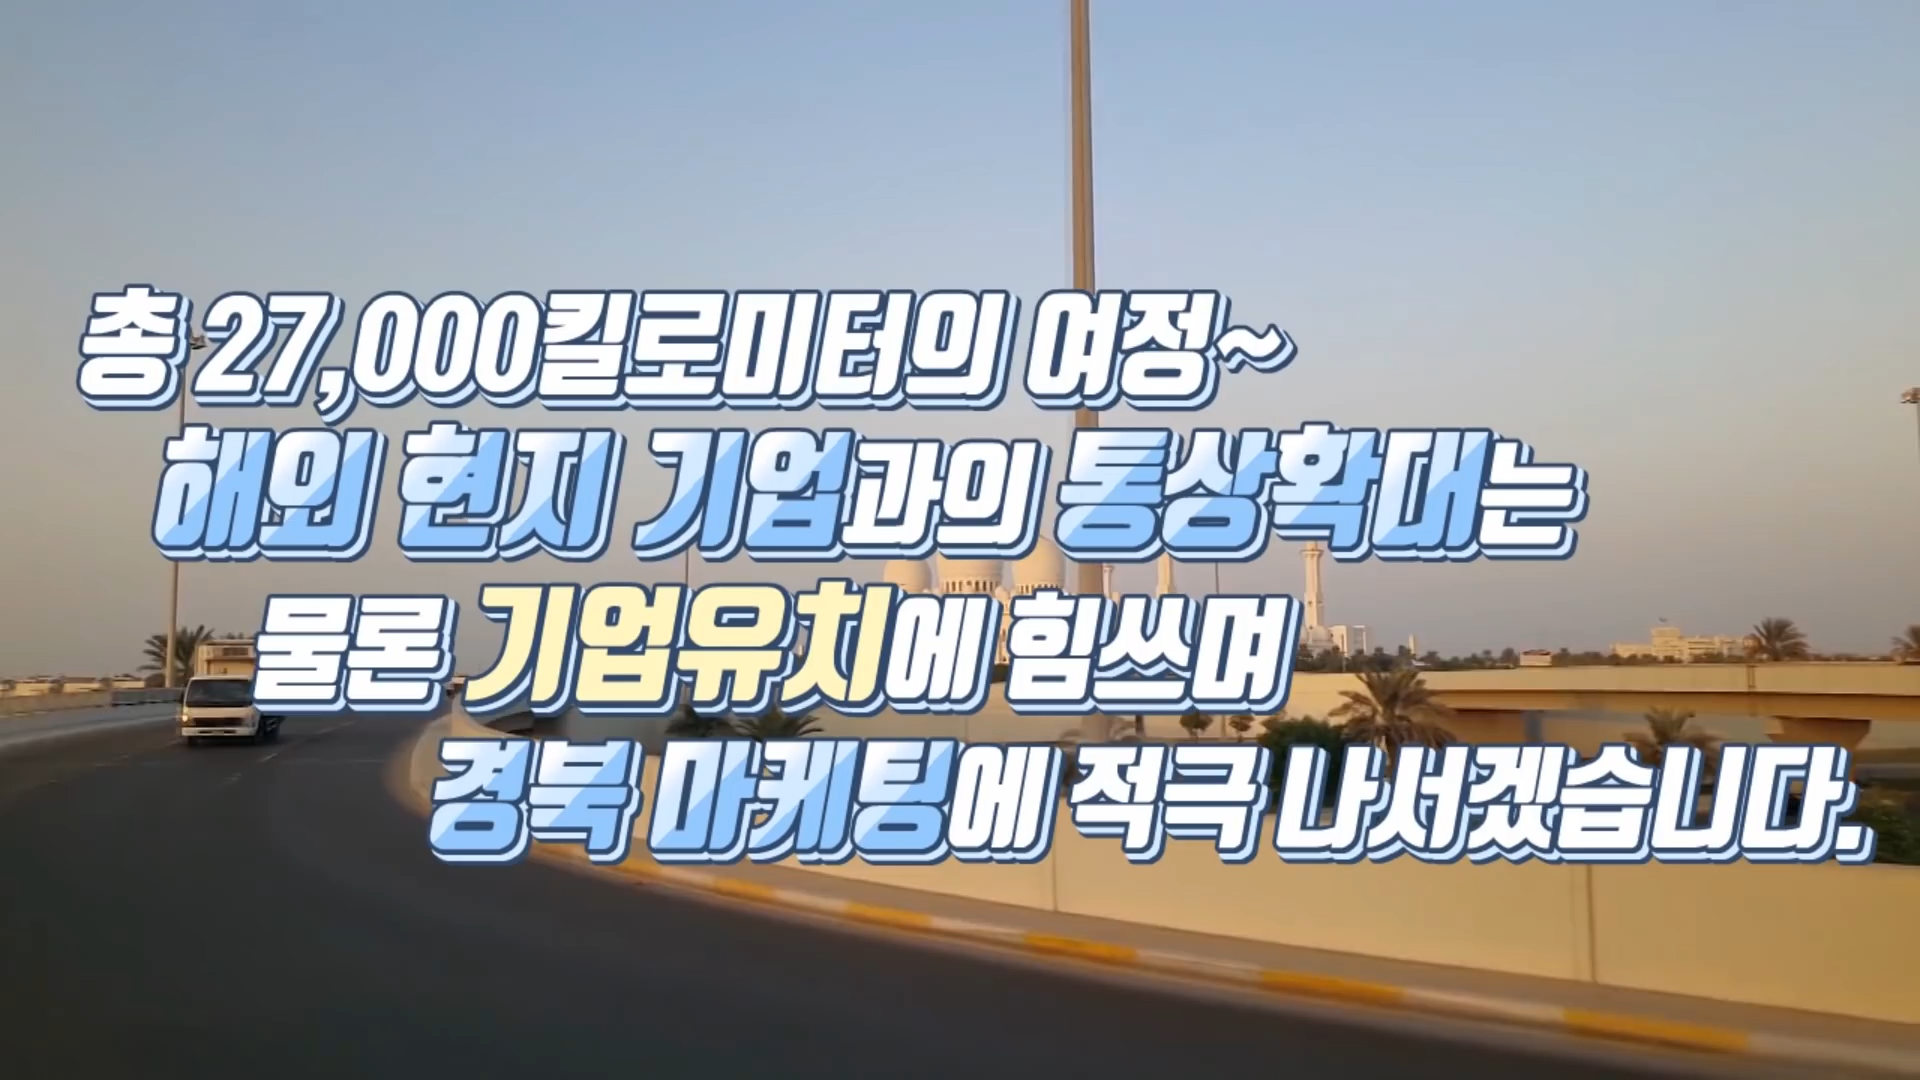 총 27,000킬로미터의 여정~
해외 현지 기업과의 통상확대는
물론 기업유치에 힘쓰며
경북 마케팅에 적극 나서겠습니다.